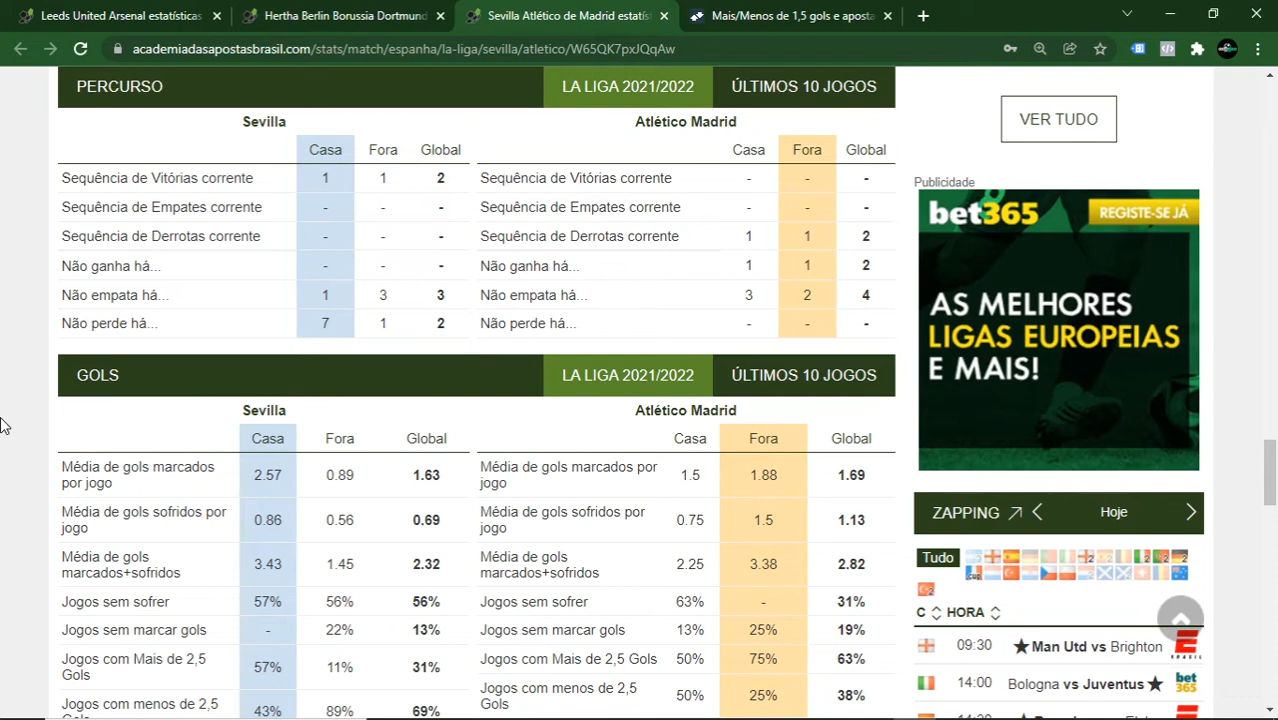 Leeds United Arsenal estatísticas
Hertha Berlin Borussia Dortmund
Sevilla Atlético de Madrid estatís
Mais/Menos de 1,5 gols e aposta
academiadasapostasbrasil.com/stats/match/espanha/la-liga/sevilla/atletico/W65QK7pxJQqAw
PERCURSO LA LIGA 2021/2022 ÚLTIMOS 10 JOGOS
Sevilla Atlético Madrid
Casa Fora Global Casa Fora Global
Sequência de Vitórias corrente 1 1 2 Sequência de Vitórias corrente - - -
Sequência de Empates corrente - - - Sequência de Empates corrente - - -
Sequência de Derrotas corrente - - - Sequência de Derrotas corrente 1 1 2
Não ganha há... - - - Não ganha há... 1 1 2
Não empata há... 1 3 3 Não empata há... 3 2 4
Não perde há... 7 1 2 Não perde há... - - -
GOLS LA LIGA 2021/2022 ÚLTIMOS 10 JOGOS
Sevilla Atlético Madrid
Casa Fora Global Casa Fora Global
Média de gols marcados por jogo 2.57 0.89 1.63 Média de gols marcados por jogo 1.5 1.88 1.69
Média de gols sofridos por jogo 0.86 0.56 0.69 Média de gols sofridos por jogo 0.75 1.5 1.13
Média de gols marcados+sofridos 3.43 1.45 2.32 Média de gols marcados+sofridos 2.25 3.38 2.82
Jogos sem sofrer 57% 56% 56% Jogos sem sofrer 63% - 31%
Jogos sem marcar gols - 22% 13% Jogos sem marcar gols 13% 25% 19%
Jogos com Mais de 2,5 Gols 57% 11% 31% Jogos com Mais de 2,5 Gols 50% 75% 63%
Jogos com menos de 2,5 43% 89% 69% Jogos com menos de 2,5 Gols 50% 25% 38%
VER TUDO
Publicidade
bet365 REGISTE-SE JÁ
AS MELHORES
LIGAS EUROPEIAS
E MAIS!
ZAPPING Hoje
Tudo
C HORA
09:30 Man Utd vs Brighton
14:00 Bologna vs Juventus bet365